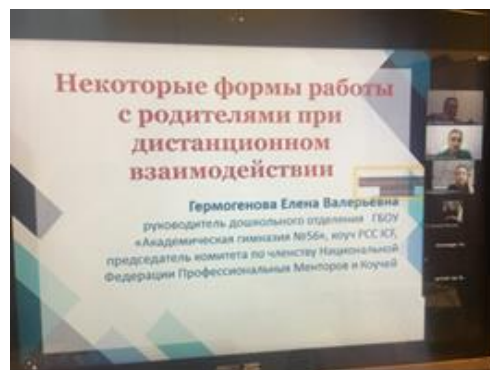 Некоторые формы работы
с родителями при
дистанционном
взаимодействии
Гермогенова Елена Валерьевна
руководитель дошкольного отделения ГБОУ
«Академическая гимназия №56», коуч PCC ICF,
председатель комитета по членству Национальной
Федерации Профессиональных Менторов и Коучей